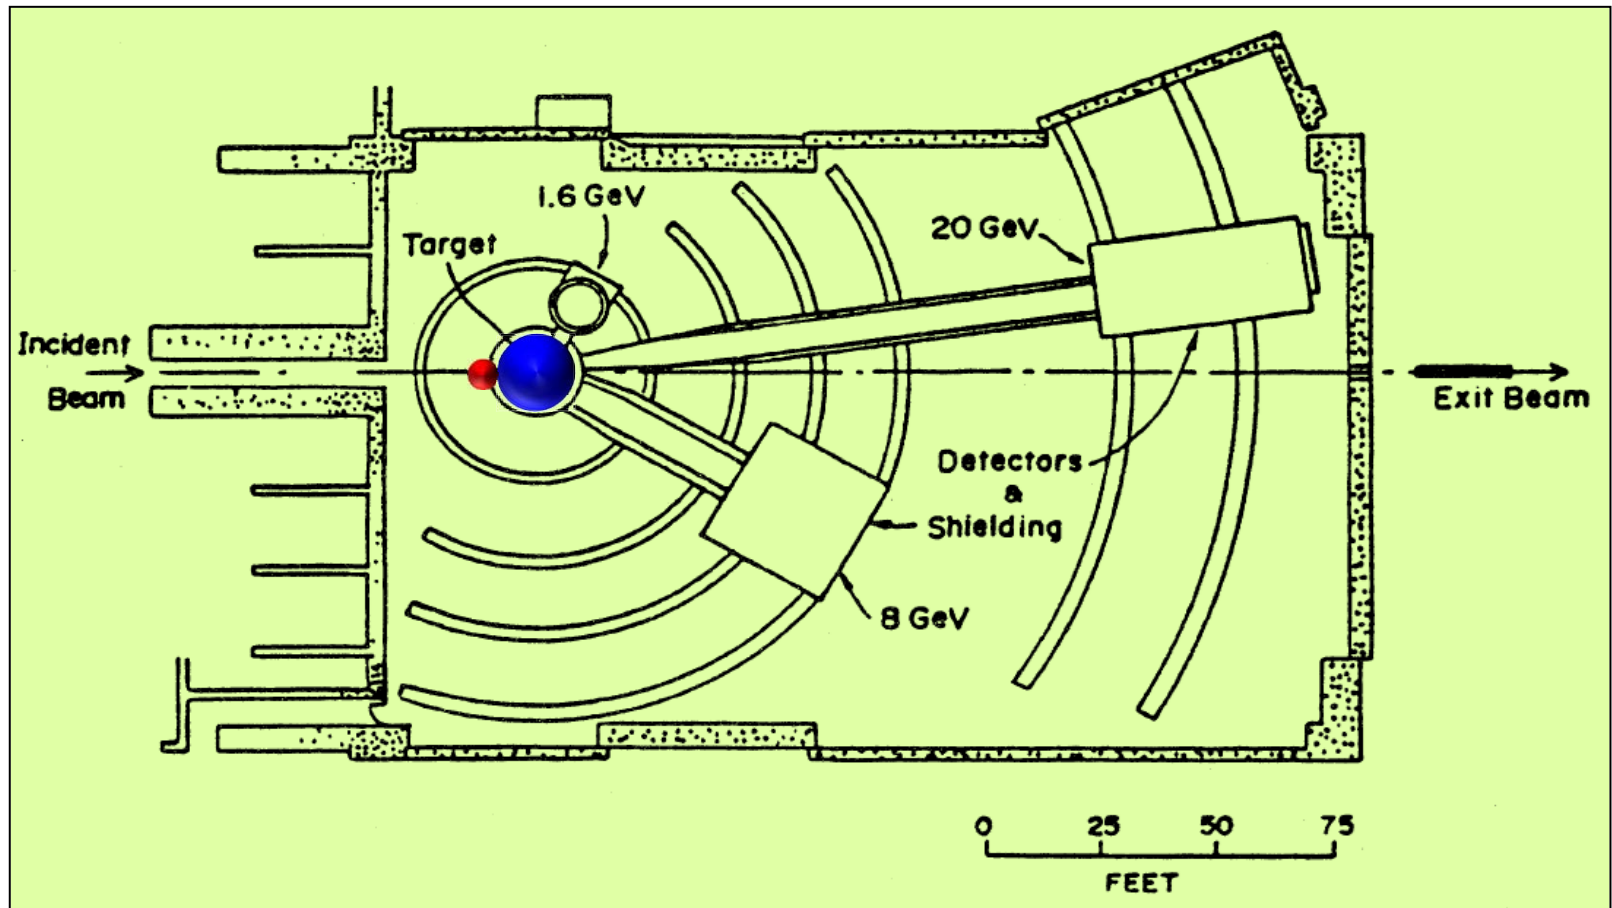 1.6 GeV
Target
20 GeV
Incident
Beam
Exit Beam
Detectors
&
Shielding
8 GeV
0 25 50 75
FEET